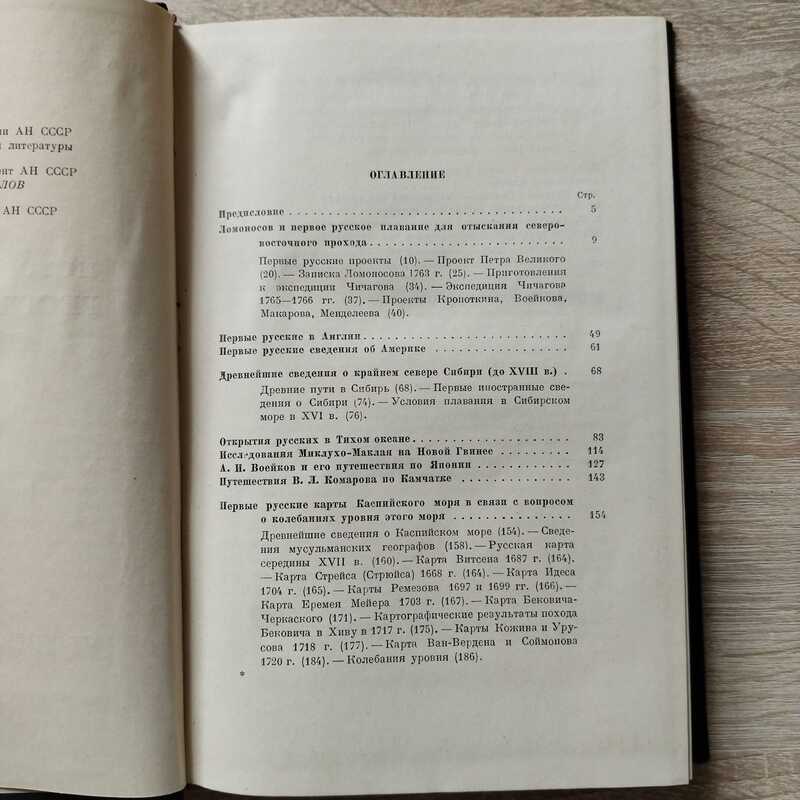 АН СССР
литературы
АН СССР
АН СССР
ОГЛАВЛЕНИЕ
Стр.
Предисловие . . . . . . . . . . . . . . . . . . . . . . . . . . . . . . . . 5
Ломоносов и первое русское плавание для отыскания северо-
восточного прохода . . . . . . . . . . . . . . . . . . . . . . . . 9
Первые русские проекты (10). — Проект Петра Великого
(20). — Записка Ломоносова 1763 г. (25). — Приготовления
к экспедиции Чичагова (34). — Экспедиция Чичагова
1765—1766 гг. (37). — Проекты Кропоткина, Воейкова,
Макарова, Менделеева (40).
Первые русские в Англии . . . . . . . . . . . . . . . . . . . . . . . 49
Первые русские сведения об Америке . . . . . . . . . . . . . . . . 61
Древнейшие сведения о крайнем севере Сибири (до XVIII в.) . 68
Древние пути в Сибирь (68). — Первые иностранные све-
дения о Сибири (74). — Условия плавания в Сибирском
море в XVI в. (76).
Открытия русских в Тихом океане . . . . . . . . . . . . . . . . . . 83
Исследования Миклухо-Маклая на Новой Гвинее . . . . . . . . . 114
А. И. Воейков и его путешествия по Японии . . . . . . . . . . . 127
Путешествия В. Л. Комарова по Камчатке . . . . . . . . . . . . . 143
Первые русские карты Каспийского моря в связи с вопросом
о колебаниях уровня этого моря . . . . . . . . . . . . . . . . 154
Древнейшие сведения о Каспийском море (154). — Сведе-
ния мусульманских географов (158). — Русская карта
середины XVII в. (160). — Карта Витсена 1687 г. (164).
— Карта Стрейса (Стрюйса) 1668 г. (164). — Карта Идеса
1704 г. (165). — Карты Ремезова 1697 и 1699 гг. (166). —
Карта Еремея Мейера 1703 г. (167). — Карта Бековича-
Черкаского (171). — Картографические результаты похода
Бековича в Хиву в 1717 г. (175). — Карты Кожина и Уру-
сова 1718 г. (177). — Карта Ван-Вердена и Соймонова
1720 г. (184). — Колебания уровня (186).
*